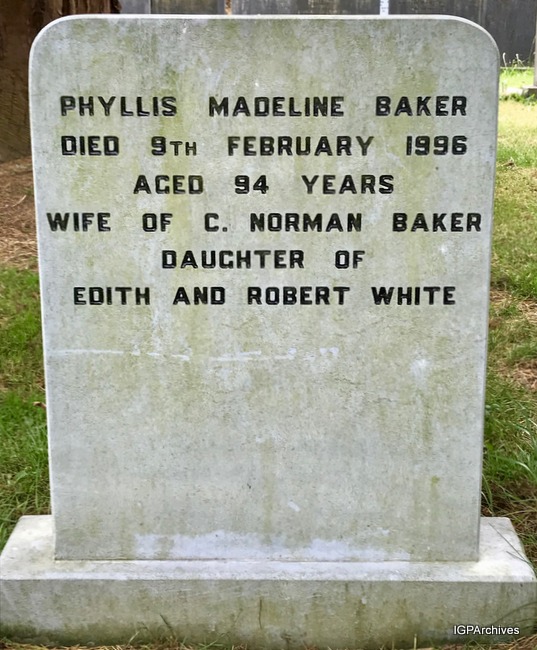 PHYLLIS MADELINE BAKER
DIED 9TH FEBRUARY 1996
AGED 94 YEARS
WIFE OF C. NORMAN BAKER
DAUGHTER OF
EDITH AND ROBERT WHITE
IGPArchives